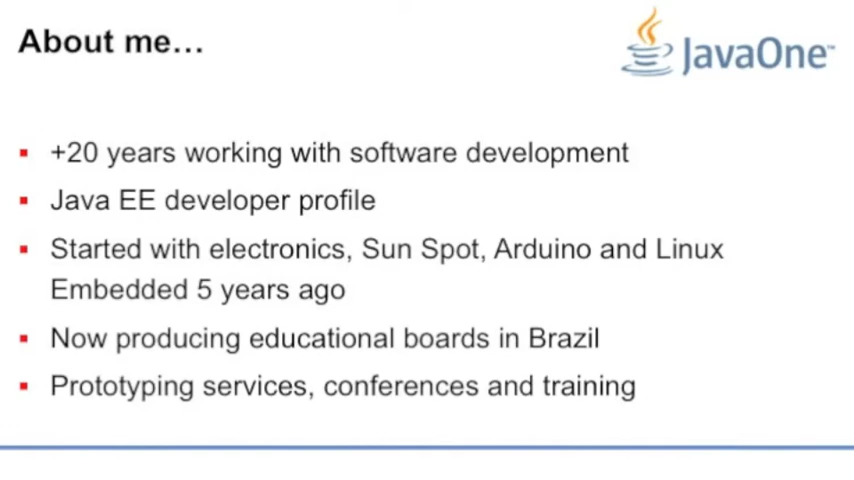 About me…
JavaOne™
+20 years working with software development
Java EE developer profile
Started with electronics, Sun Spot, Arduino and Linux
Embedded 5 years ago
Now producing educational boards in Brazil
Prototyping services, conferences and training